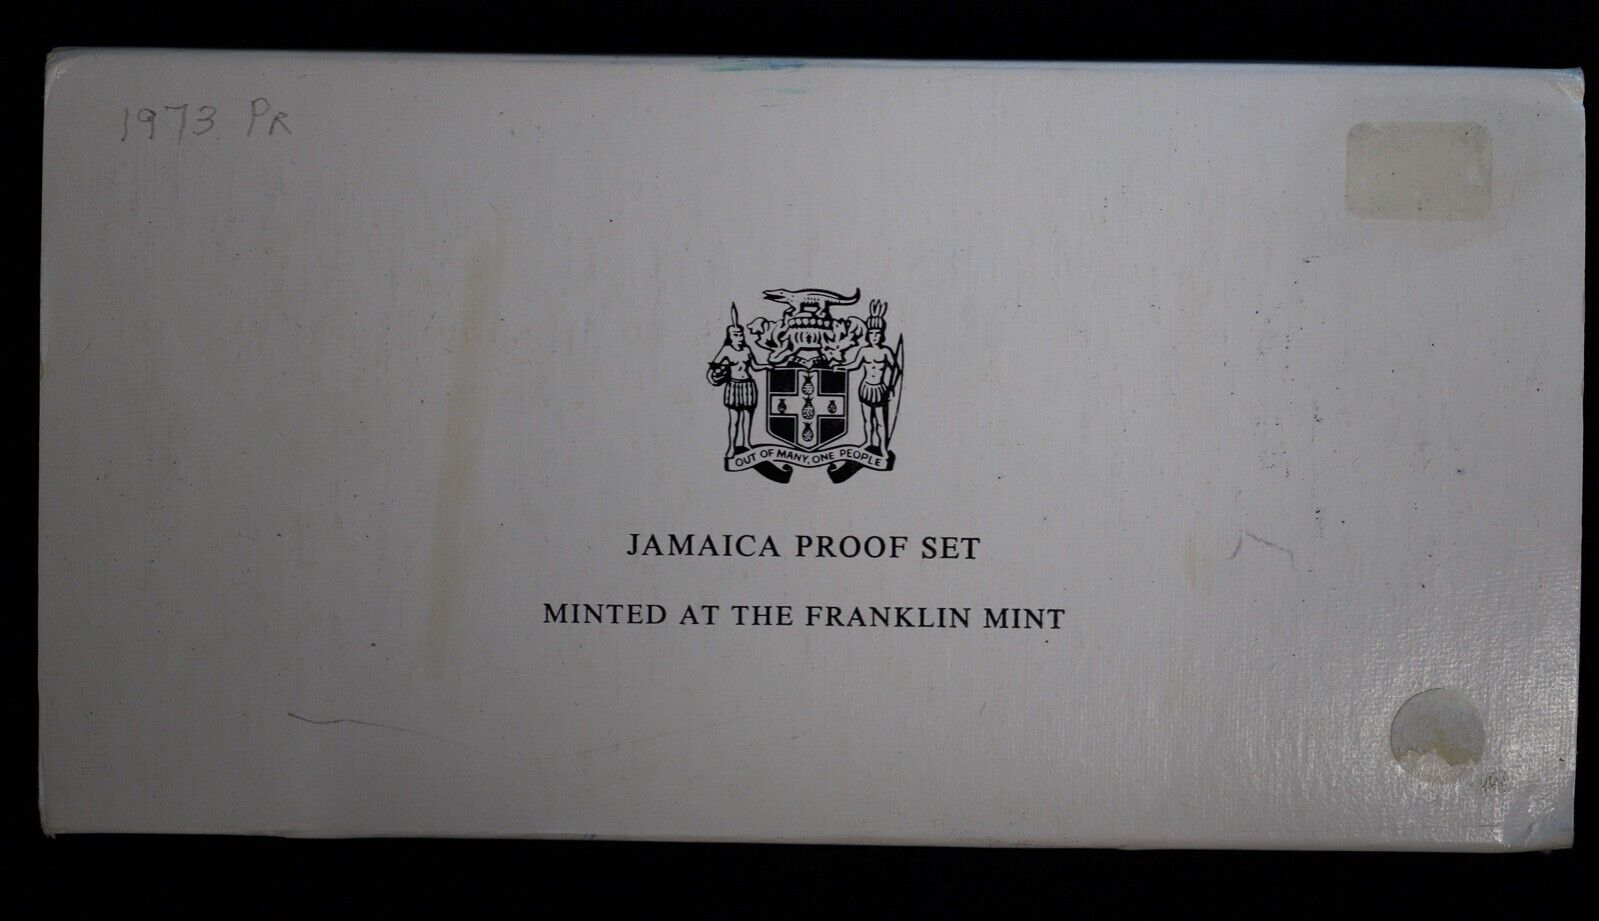 1973 PR
OUT OF MANY, ONE PEOPLE
JAMAICA PROOF SET
MINTED AT THE FRANKLIN MINT